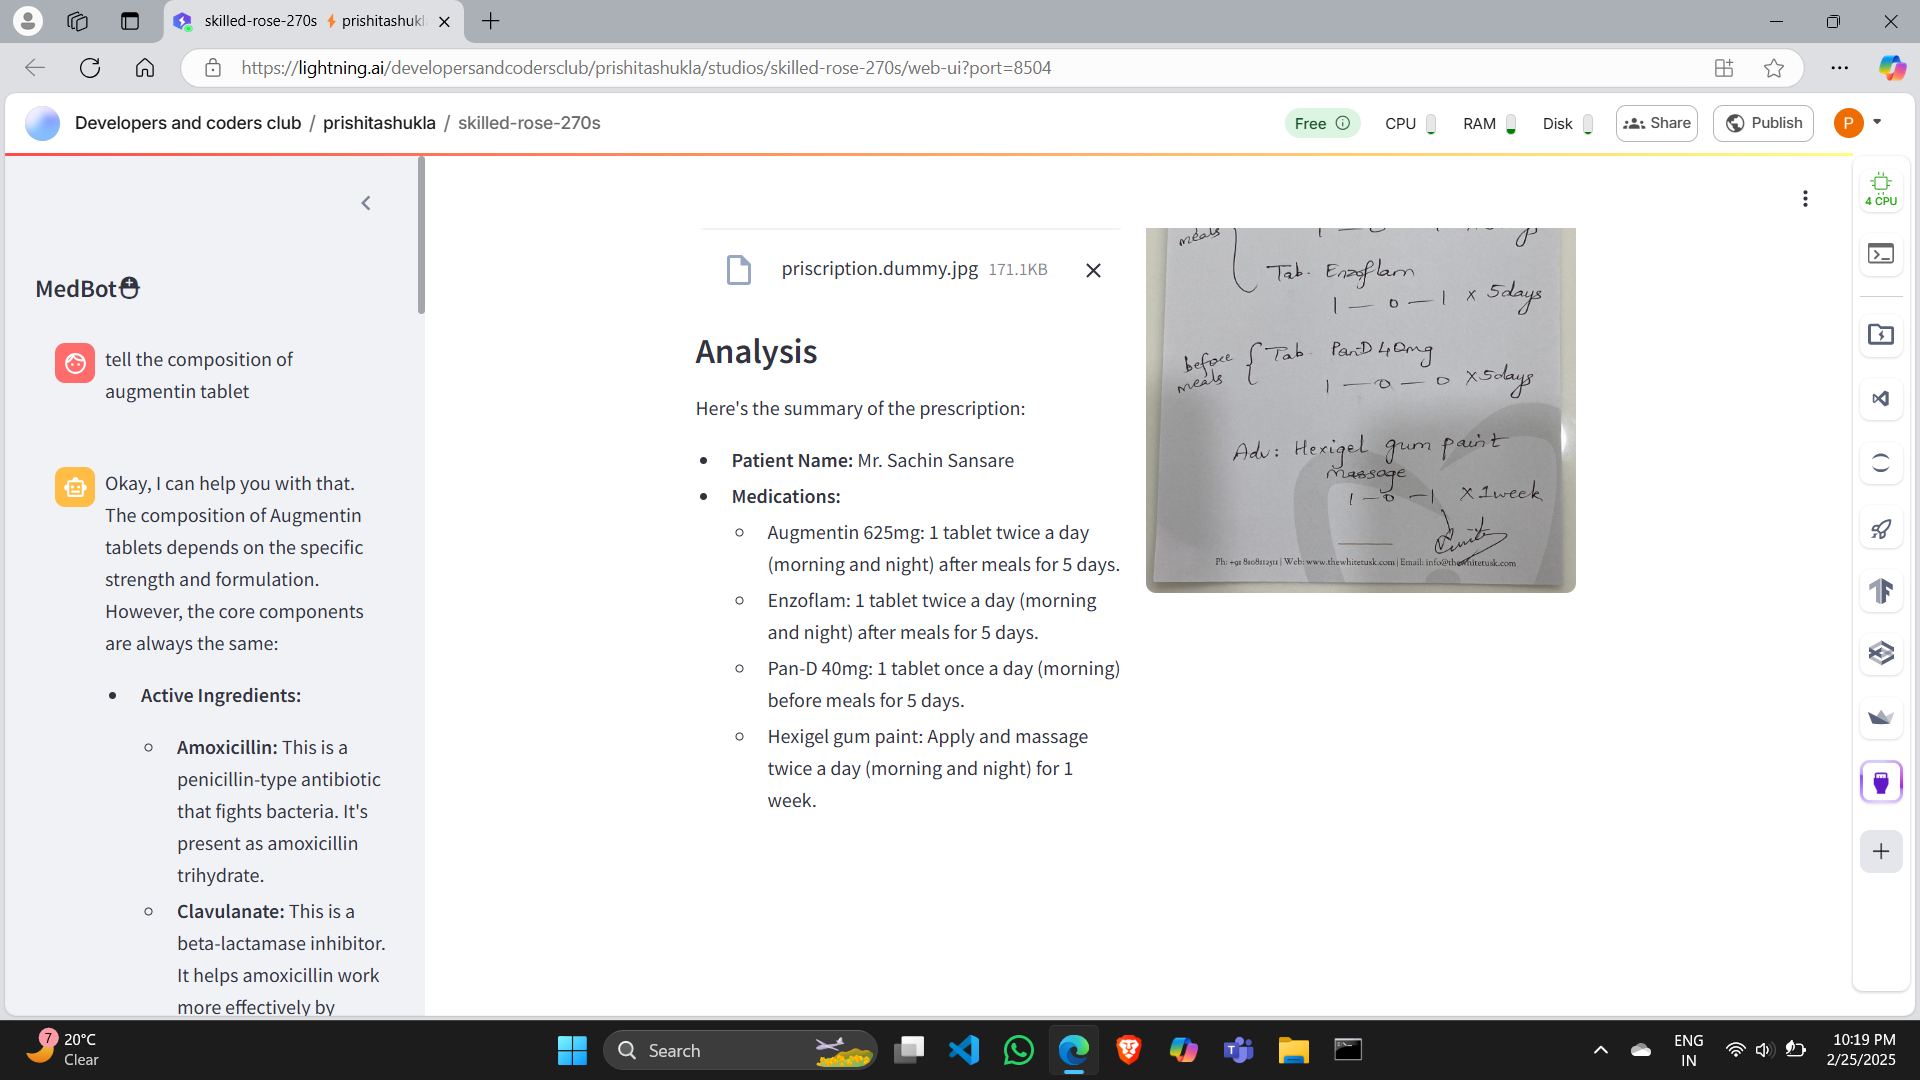 skilled-rose-270s ⚡ prishitashukl
https://lightning.ai/developersandcodersclub/prishitashukla/studios/skilled-rose-270s/web-ui?port=8504
Developers and coders club / prishitashukla / skilled-rose-270s
Free
CPU
RAM
Disk
Share
Publish
P
4 CPU
MedBot
tell the composition of
augmentin tablet
Okay, I can help you with that.
The composition of Augmentin
tablets depends on the specific
strength and formulation.
However, the core components
are always the same:
• Active Ingredients:
○ Amoxicillin: This is a
penicillin-type antibiotic
that fights bacteria. It's
present as amoxicillin
trihydrate.
○ Clavulanate: This is a
beta-lactamase inhibitor.
It helps amoxicillin work
more effectively by
priscription.dummy.jpg 171.1KB
Analysis
Here's the summary of the prescription:
• Patient Name: Mr. Sachin Sansare
• Medications:
○ Augmentin 625mg: 1 tablet twice a day
(morning and night) after meals for 5 days.
○ Enzoflam: 1 tablet twice a day (morning
and night) after meals for 5 days.
○ Pan-D 40mg: 1 tablet once a day (morning)
before meals for 5 days.
○ Hexigel gum paint: Apply and massage
twice a day (morning and night) for 1
week.
meals
Tab. Enzoflam
1 — 0 — 1 x 5days
before
meals
Tab. PanD 40mg
1 — 0 — 0 x 5days
Adv: Hexigel gum paint
massage
1 — 0 — 1 x 1week
Ph: +91 8108112511 | Web: www.thewhitetusk.com | Email: info@thewhitetusk.com
7
20°C
Clear
Search
ENG
IN
10:19 PM
2/25/2025